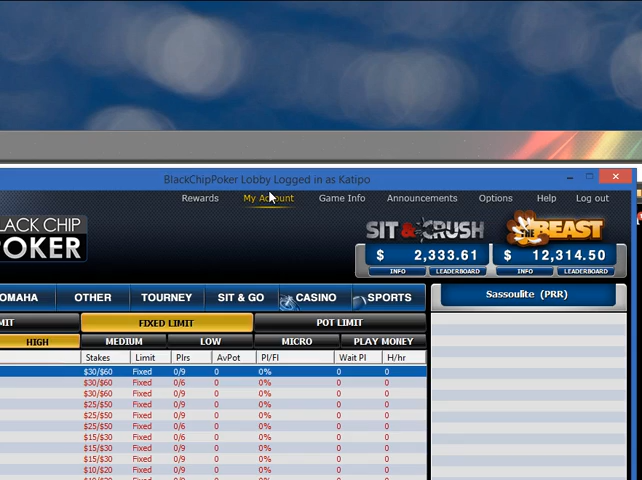 BlackChipPoker Lobby Logged in as Katipo
Rewards My Account Game Info Announcements Options Help Log out
LACK CHIP
POKER
SIT & CRUSH
THE BEAST
$ 2,333.61 $ 12,314.50
INFO LEADERBOARD INFO LEADERBOARD
OMAHA OTHER TOURNEY SIT & GO CASINO SPORTS
Sassoulite (PRR)
MIT FIXED LIMIT POT LIMIT
HIGH MEDIUM LOW MICRO PLAY MONEY
Stakes Limit Plrs AvPot Pl/Fl Wait Pl H/hr
$30/$60 Fixed 0/9 0 0% 0 0
$30/$60 Fixed 0/6 0 0% 0 0
$30/$60 Fixed 0/9 0 0% 0 0
$25/$50 Fixed 0/9 0 0% 0 0
$25/$50 Fixed 0/9 0 0% 0 0
$25/$50 Fixed 0/6 0 0% 0 0
$15/$30 Fixed 0/6 0 0% 0 0
$15/$30 Fixed 0/9 0 0% 0 0
$15/$30 Fixed 0/9 0 0% 0 0
$10/$20 Fixed 0/9 0 0% 0 0